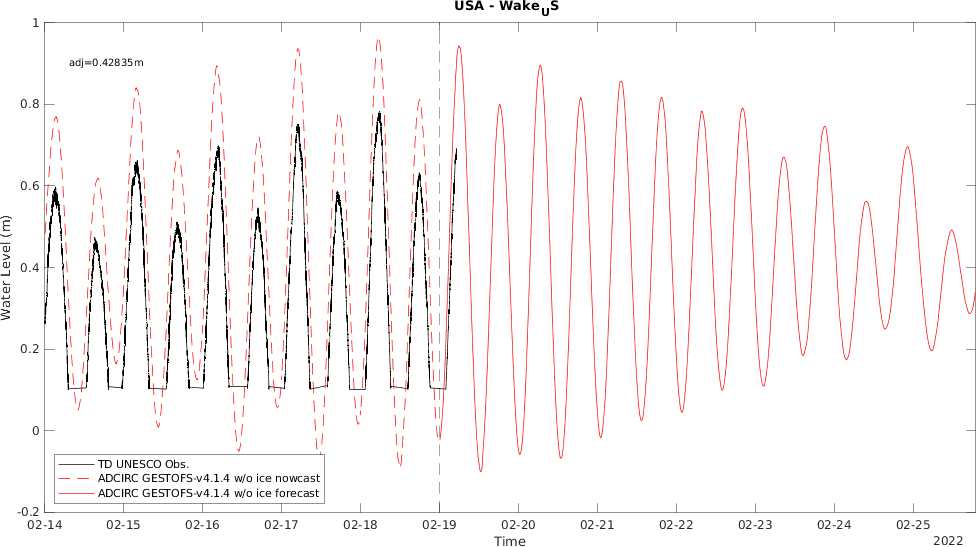 USA - Wake_US
1
adj=0.42835m
0.8
0.6
Water Level (m)
0.4
0.2
0
TD UNESCO Obs.
ADCIRC GESTOFS-v4.1.4 w/o ice nowcast
ADCIRC GESTOFS-v4.1.4 w/o ice forecast
-0.2
02-14 02-15 02-16 02-17 02-18 02-19 02-20 02-21 02-22 02-23 02-24 02-25
Time
2022